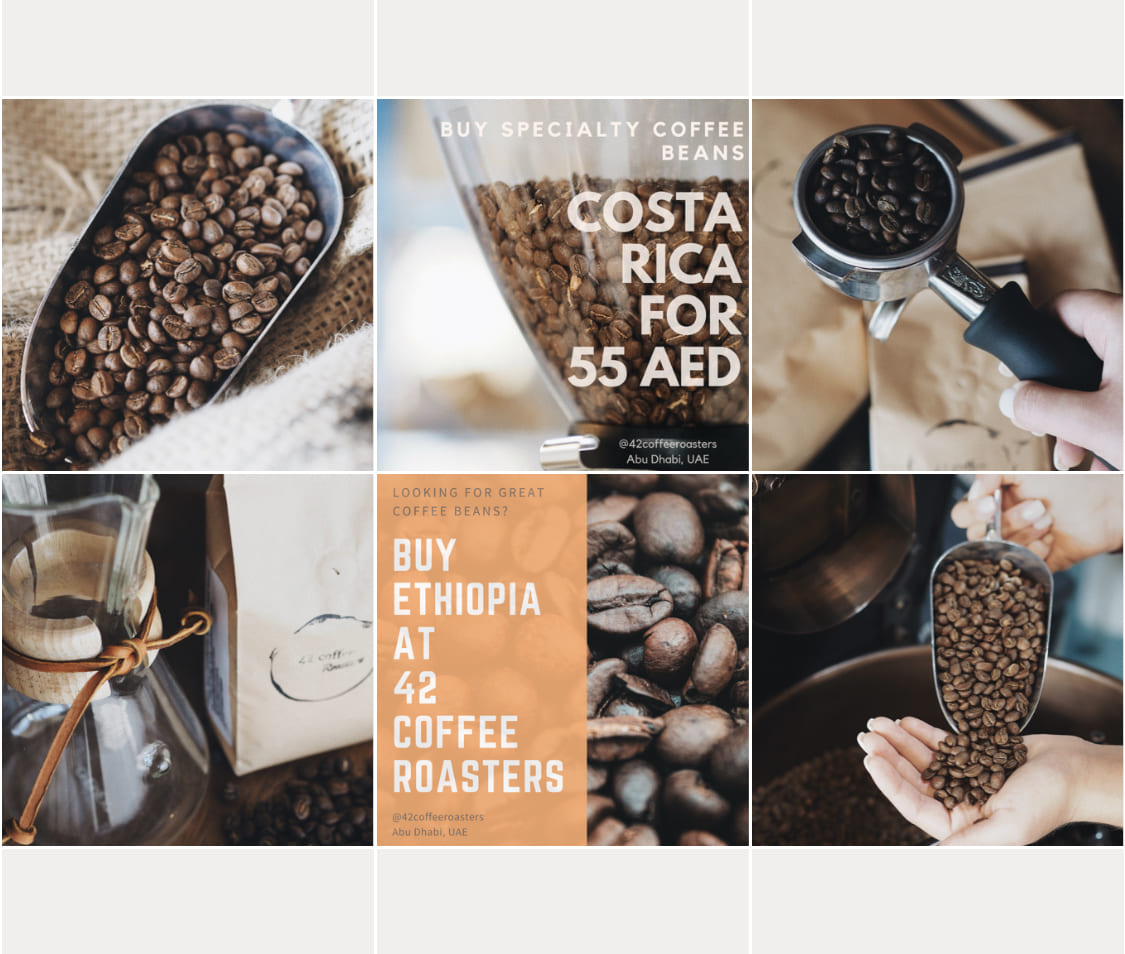 BUY SPECIALTY COFFEE
BEANS
COSTA
RICA
FOR
55 AED
@42coffeeroasters
Abu Dhabi, UAE
42 coffee
LOOKING FOR GREAT
COFFEE BEANS?
BUY
ETHIOPIA
AT
42
COFFEE
ROASTERS
@42coffeeroasters
Abu Dhabi, UAE